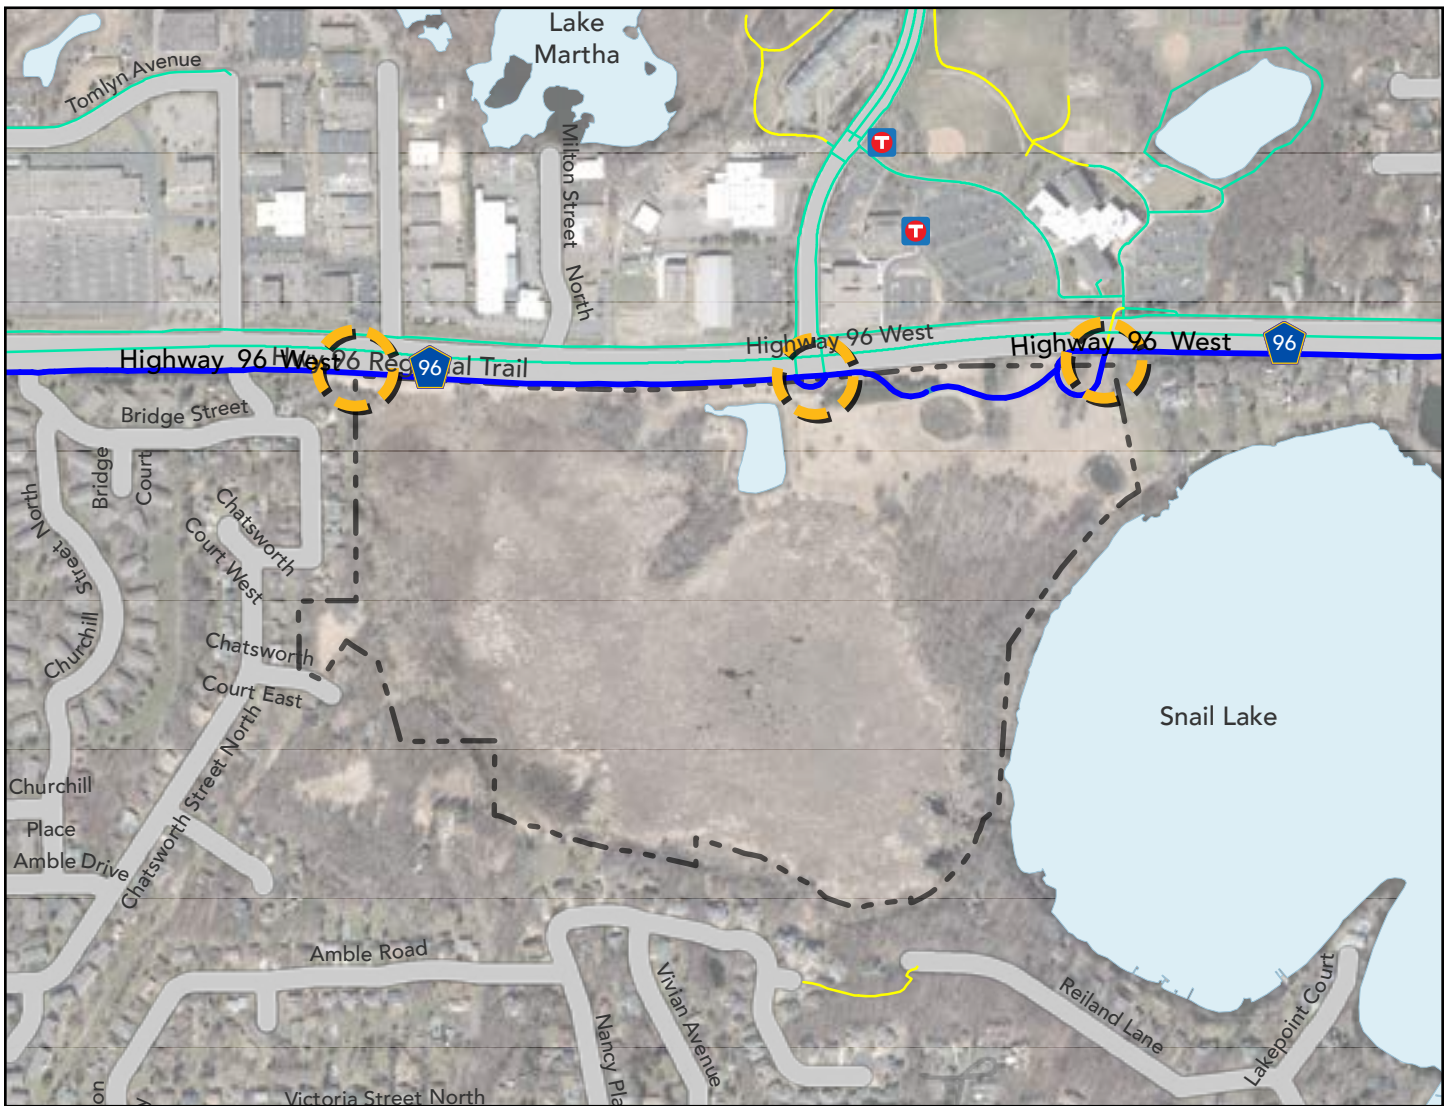 Lake
Martha
Tomlyn Avenue
T
Milton Street North
T
Highway 96 West
Highway 96 West
96
Highway 96 West
Regional Trail
96
Bridge Street
Bridge
Court
Chatsworth
Court West
Street North
Churchill
Chatsworth
Court East
Snail Lake
Chatsworth Street North
Churchill
Place
Amble Drive
Amble Road
Vivian Avenue
Reiland Lane
Lakepoint Court
Nancy Pla
Victoria Street North
on